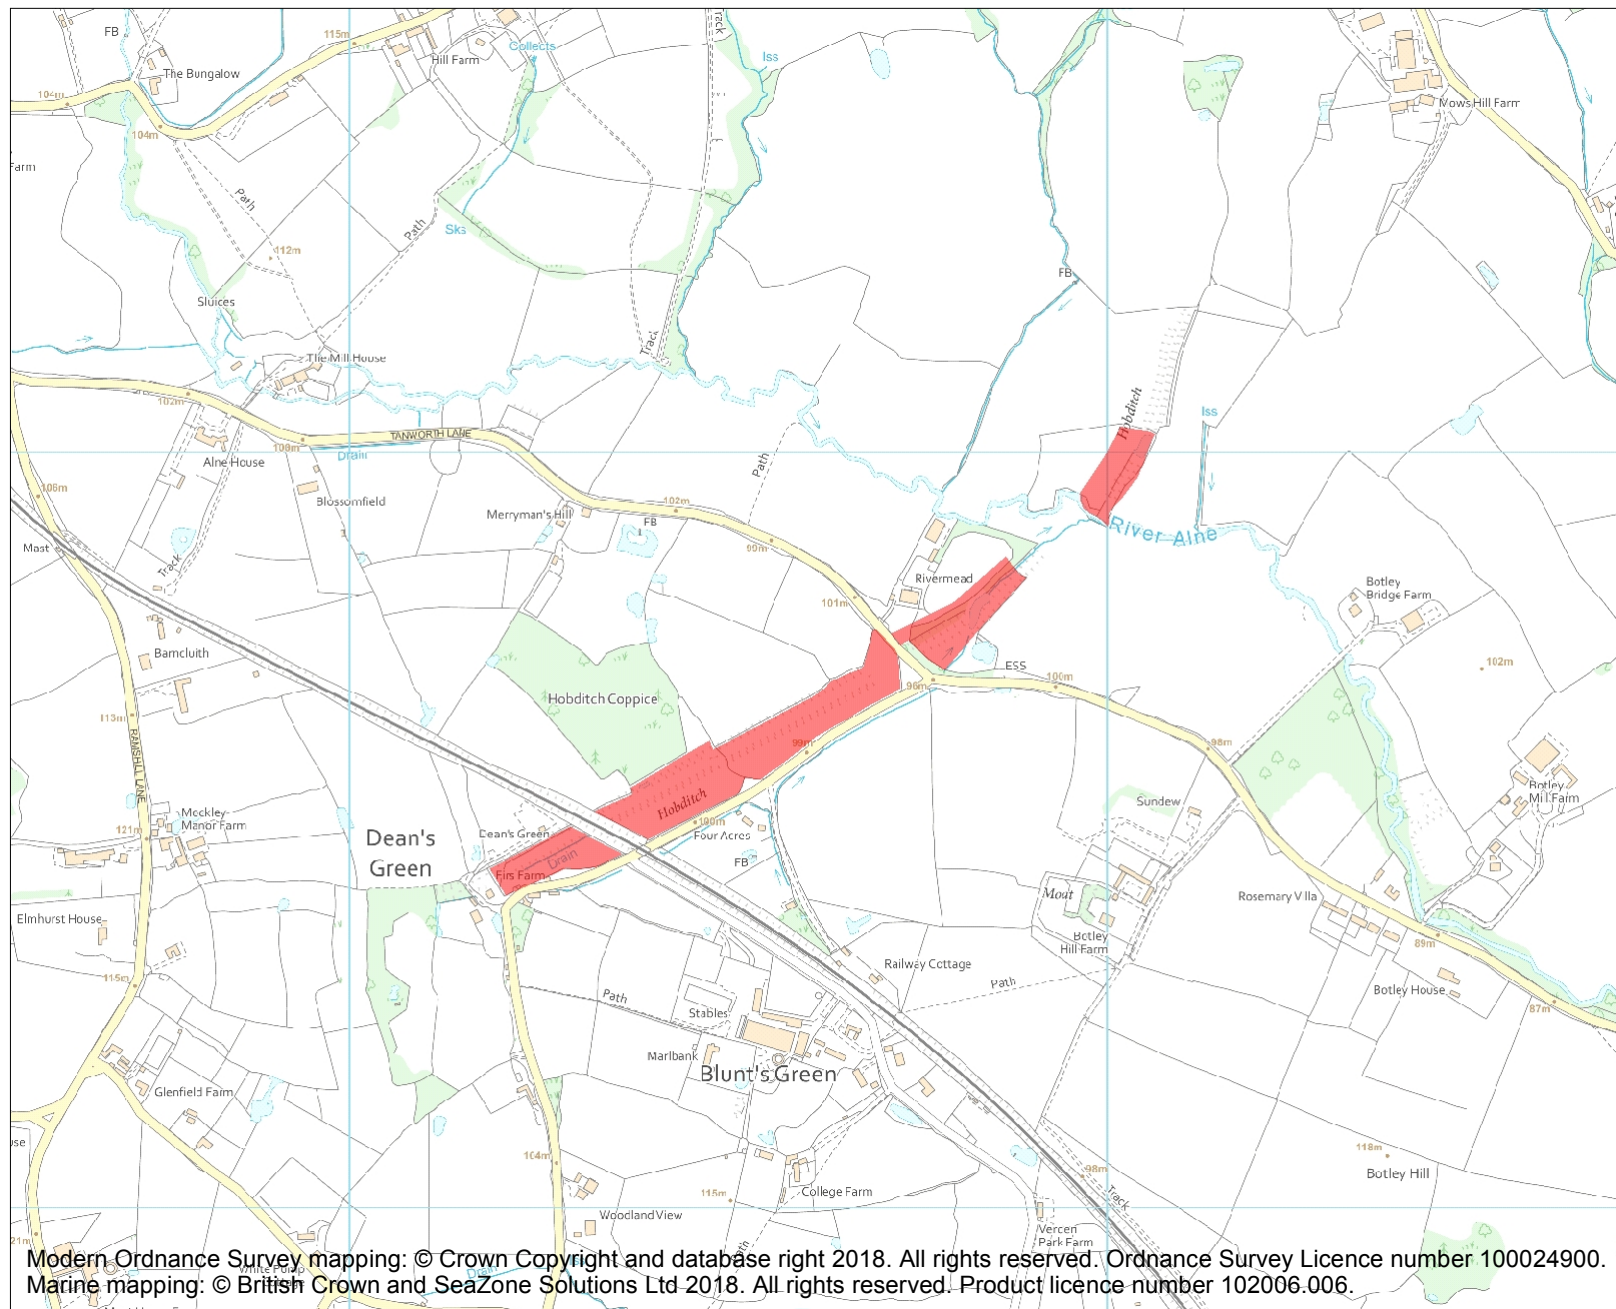 FB
115m
Collects
Track
Iss
Hill Farm
The Bungalow
104m
Mows Hill Farm
104m
Farm
Path
Path
Sks
112m
FB
Sluices
Track
The Mill House
Hobditch
102m
Iss
TANWORTH LANE
100m
Drain
Alne House
Path
106m
Blossomfield
102m
Merryman's Hill
FB
River Alne
Mast
99m
Track
Rivermead
Botley
Bridge Farm
101m
Barncluith
ESS
102m
100m
96m
Hobditch Coppice
113m
RAMSHILL LANE
99m
98m
Botley
Mill Farm
Hobditch
Sundew
Mockley
Manor Farm
121m
100m
Dean's Green
Four Acres
Dean's
Green
Drain
FB
Firs Farm
Moat
Rosemary Villa
Elmhurst House
Botley
Hill Farm
89m
Railway Cottage
115m
Path
Path
Botley House
Stables
87m
Marlbank
Blunt's Green
Glenfield Farm
use
104m
118m
Botley Hill
98m
Track
College Farm
115m
Woodland View
Path
21m
Park Farm
White Pump
Drain
Modern Ordnance Survey mapping: © Crown Copyright and database right 2018. All rights reserved. Ordnance Survey Licence number 100024900.
Marine mapping: © British Crown and SeaZone Solutions Ltd 2018. All rights reserved. Product licence number 102006.006.